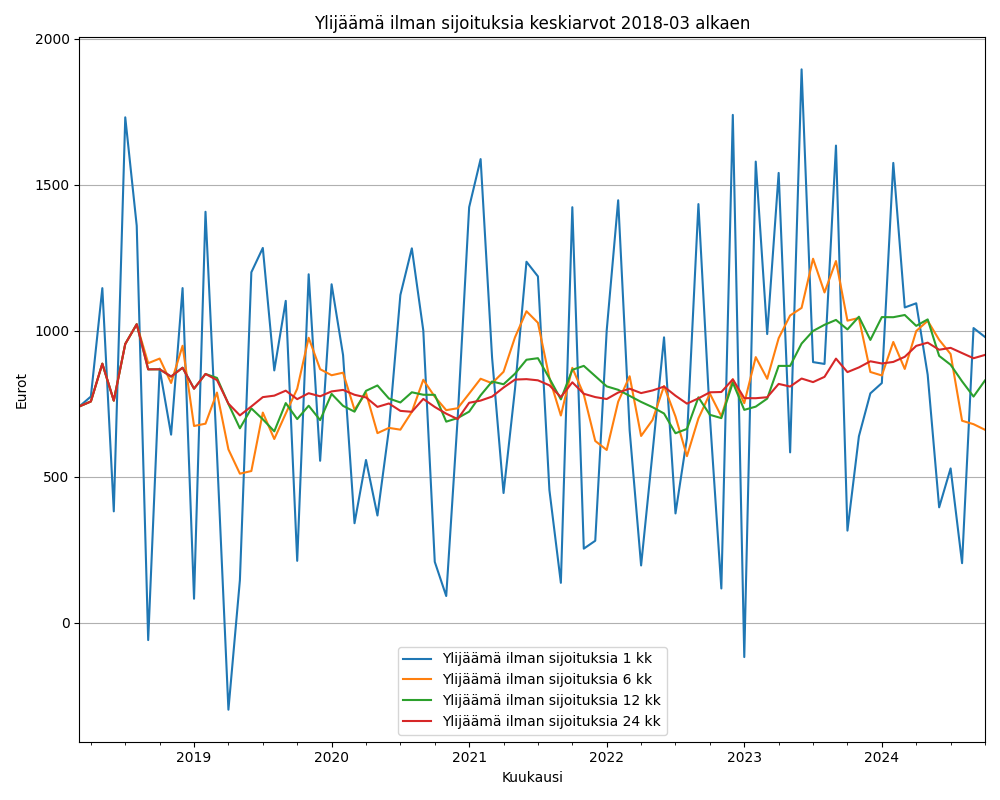 Ylijäämä ilman sijoituksia keskiarvot 2018-03 alkaen
2000
1500
1000
500
0
Eurot
Ylijäämä ilman sijoituksia 1 kk
Ylijäämä ilman sijoituksia 6 kk
Ylijäämä ilman sijoituksia 12 kk
Ylijäämä ilman sijoituksia 24 kk
2019 2020 2021 2022 2023 2024
Kuukausi